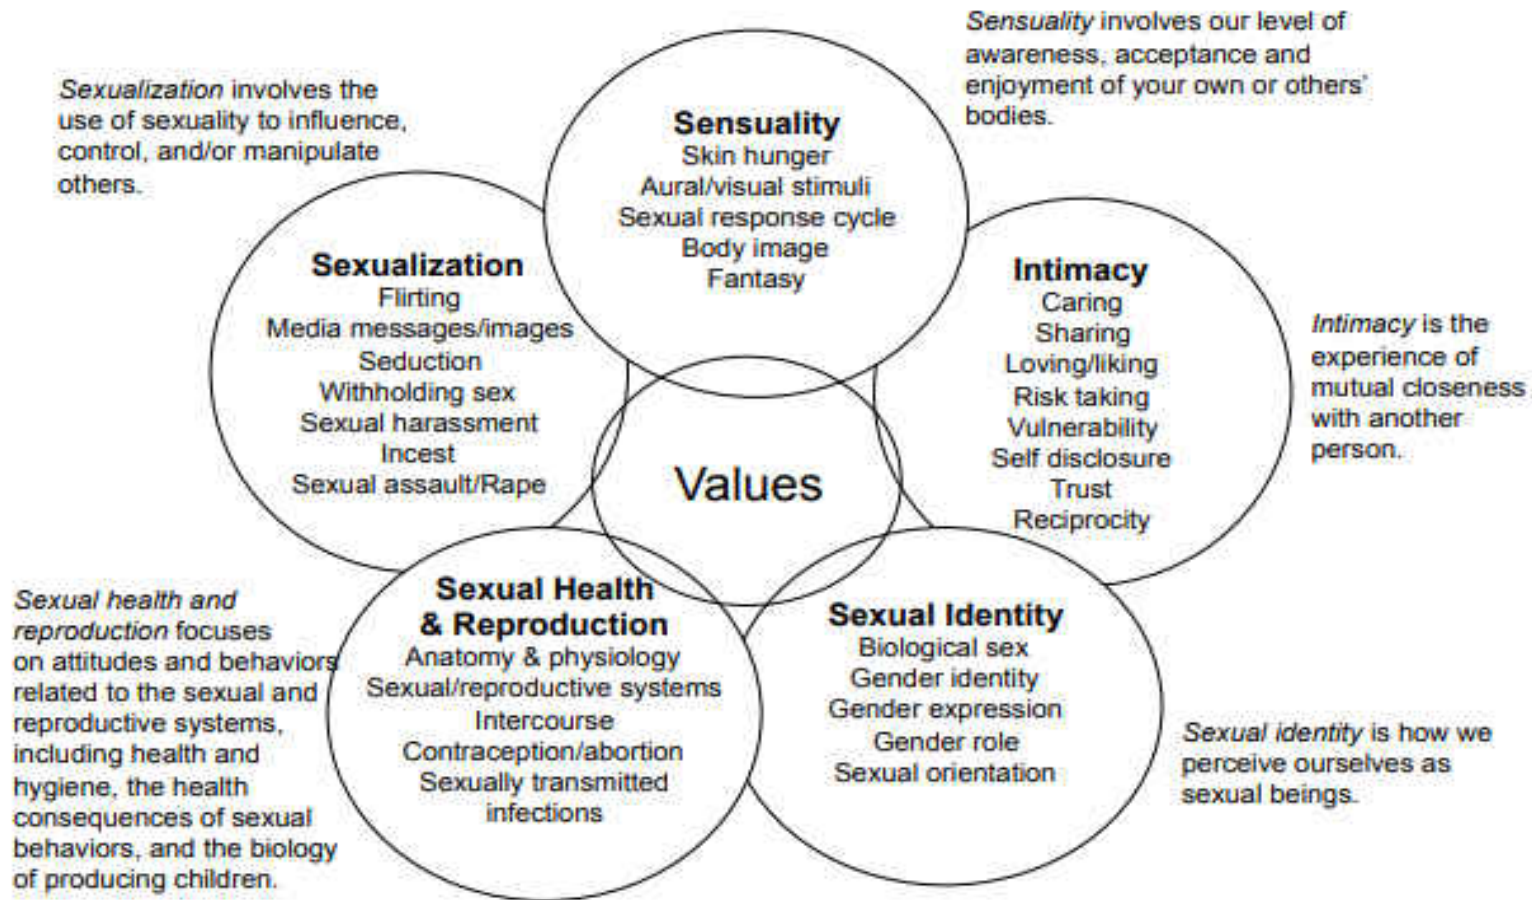 Sensuality involves our level of
awareness, acceptance and
enjoyment of your own or others'
bodies.
Sexualization involves the
use of sexuality to influence,
control, and/or manipulate
others.
Sensuality
Skin hunger
Aural/visual stimuli
Sexual response cycle
Body image
Fantasy
Sexualization
Flirting
Media messages/images
Seduction
Withholding sex
Sexual harassment
Incest
Sexual assault/Rape
Intimacy
Caring
Sharing
Loving/liking
Risk taking
Vulnerability
Self disclosure
Trust
Reciprocity
Intimacy is the
experience of
mutual closeness
with another
person.
Values
Sexual health and
reproduction focuses
on attitudes and behaviors
related to the sexual and
reproductive systems,
including health and
hygiene, the health
consequences of sexual
behaviors, and the biology
of producing children.
Sexual Health
& Reproduction
Anatomy & physiology
Sexual/reproductive systems
Intercourse
Contraception/abortion
Sexually transmitted
infections
Sexual Identity
Biological sex
Gender identity
Gender expression
Gender role
Sexual orientation
Sexual identity is how we
perceive ourselves as
sexual beings.